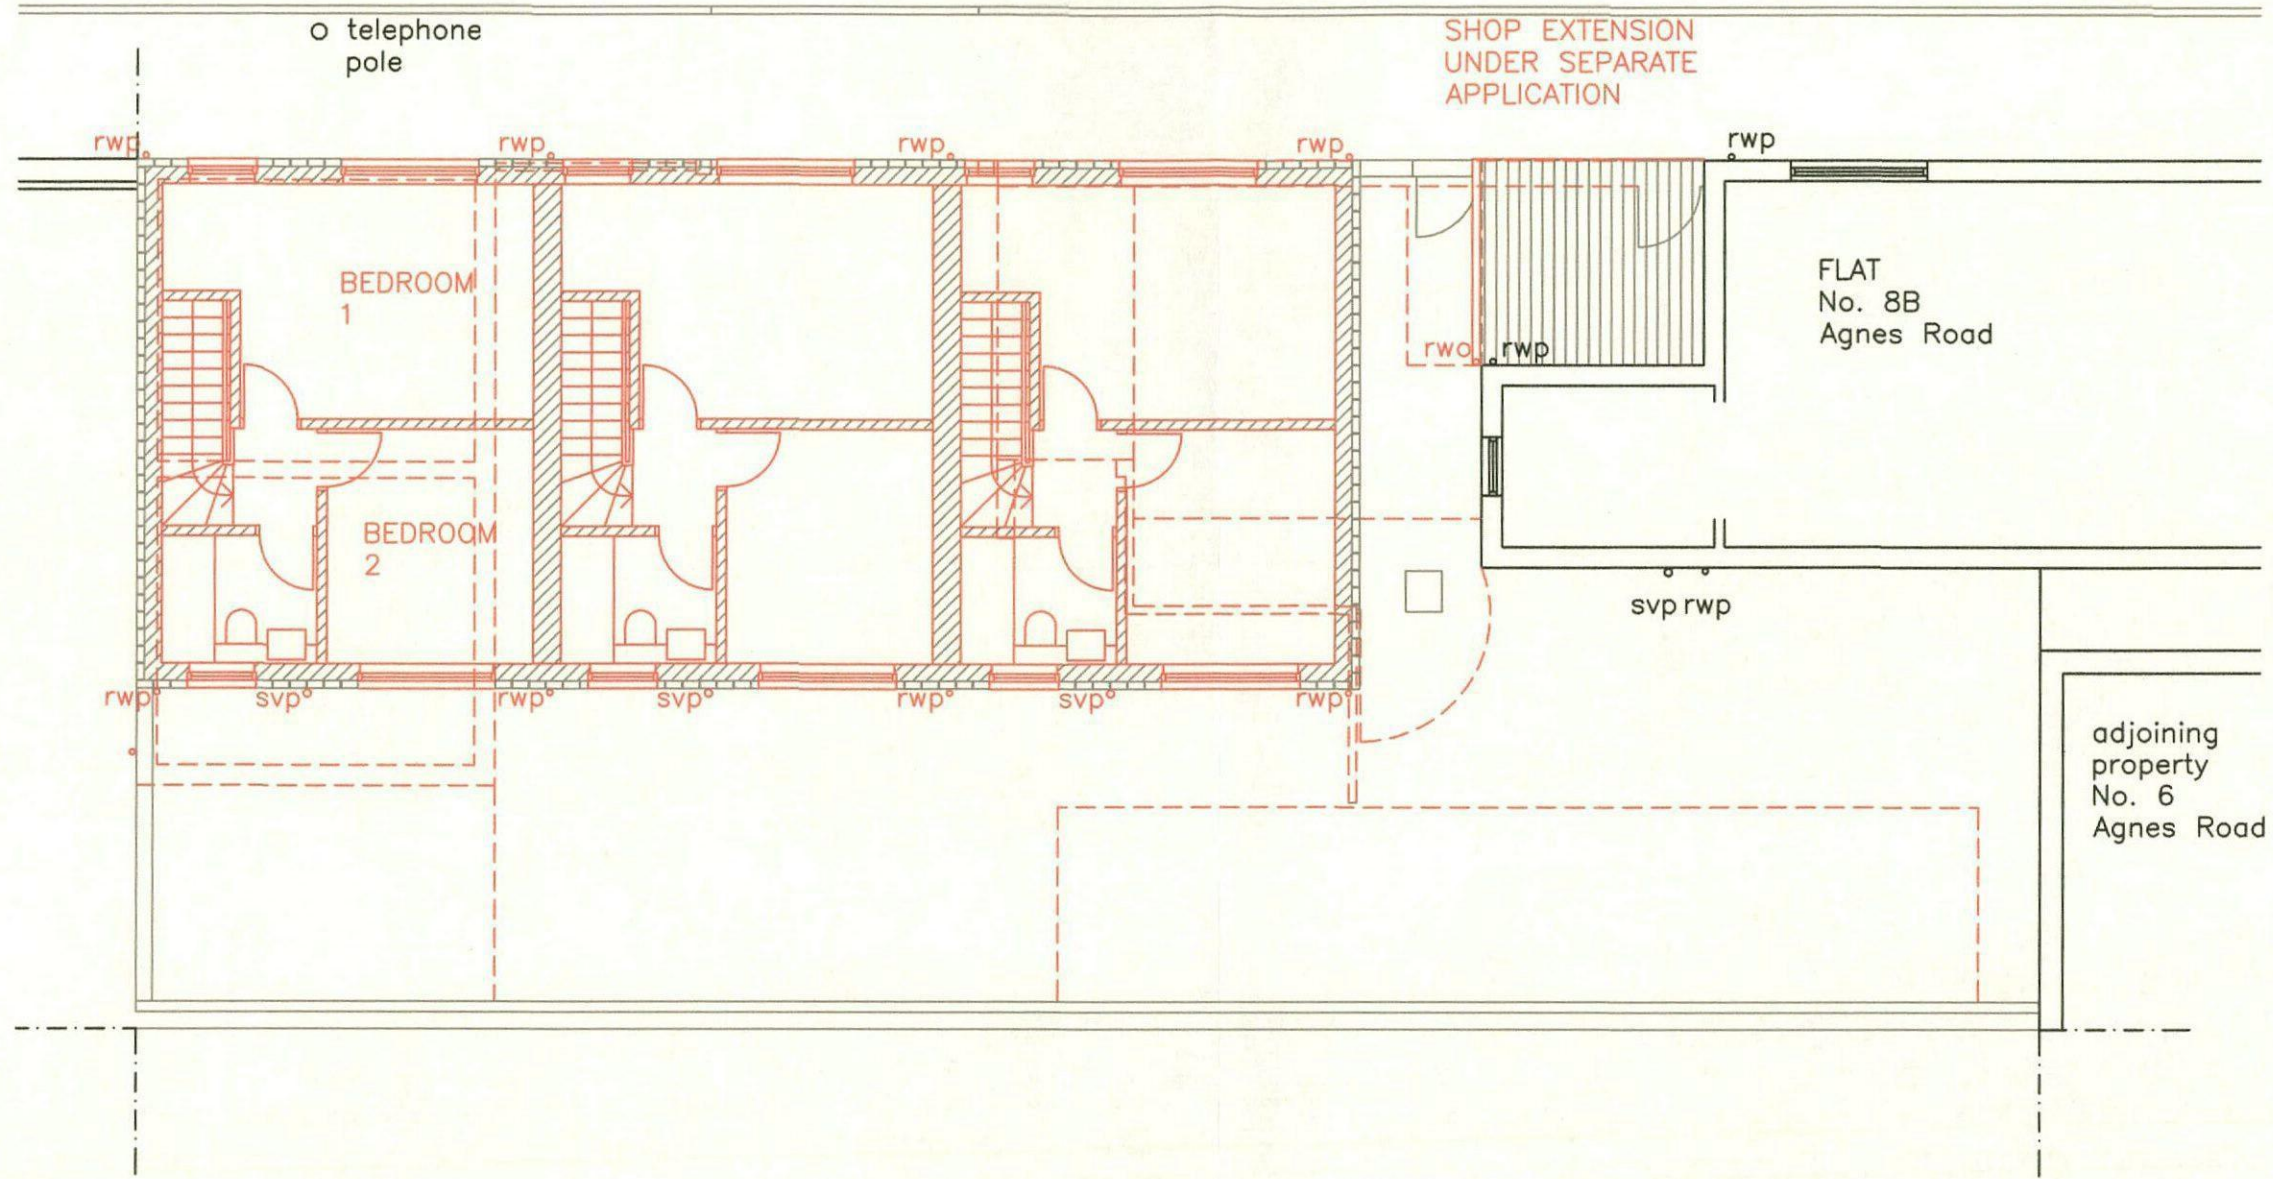 telephone
pole
SHOP EXTENSION
UNDER SEPARATE
APPLICATION
rwp
rwp
rwp
rwp
rwp
BEDROOM
1
FLAT
No. 8B
Agnes Road
rwo
rwp
BEDROOM
2
svp rwp
rwp
svp
rwp
svp
rwp
svp
rwp
adjoining
property
No. 6
Agnes Road